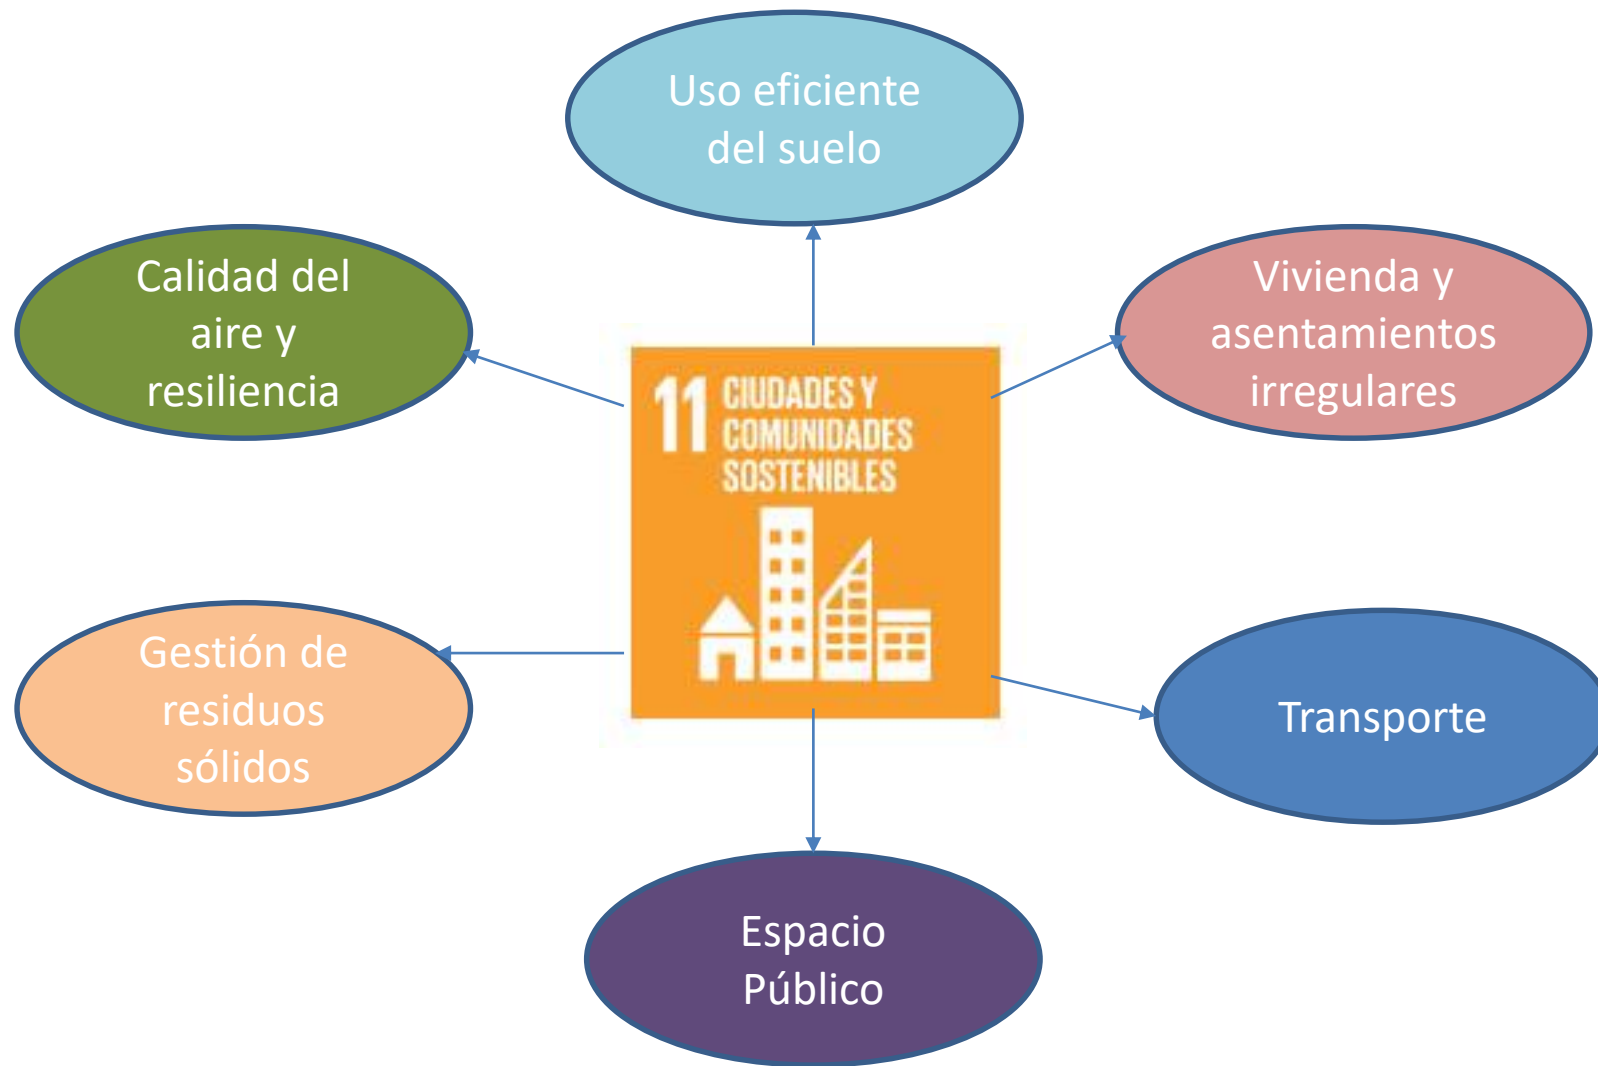 Uso eficiente
del suelo
Calidad del
aire y
resiliencia
Vivienda y
asentamientos
irregulares
11 CIUDADES Y
COMUNIDADES
SOSTENIBLES
Gestión de
residuos
sólidos
Transporte
Espacio
Público